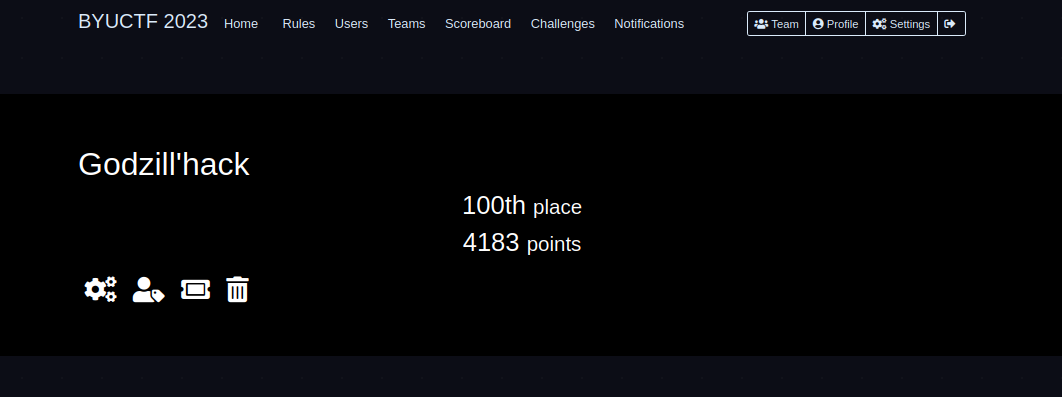 BYUCTF 2023 Home Rules Users Teams Scoreboard Challenges Notifications Team Profile Settings
Godzill'hack
100th place
4183 points